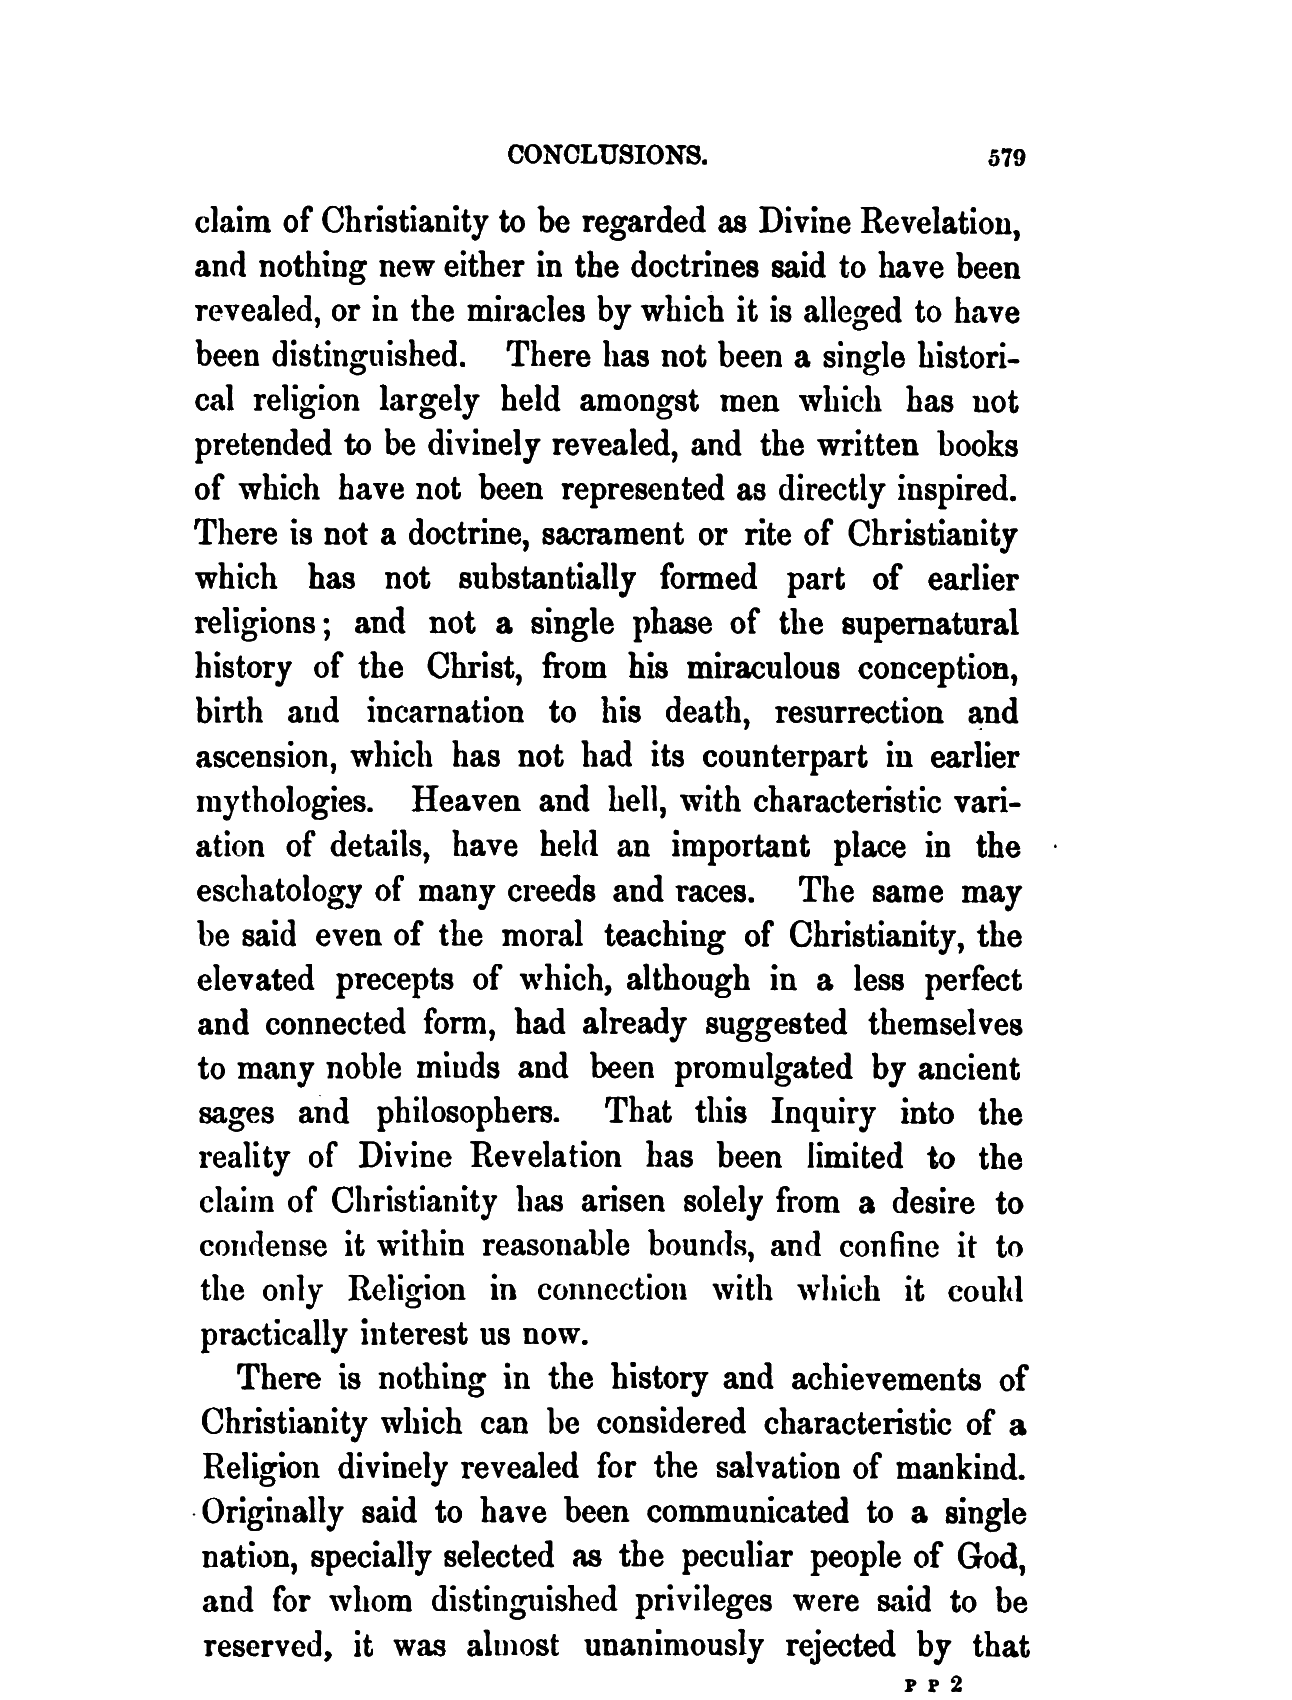 CONCLUSIONS. 579
claim of Christianity to be regarded as Divine Revelation,
and nothing new either in the doctrines said to have been
revealed, or in the miracles by which it is alleged to have
been distinguished. There has not been a single histori-
cal religion largely held amongst men which has not
pretended to be divinely revealed, and the written books
of which have not been represented as directly inspired.
There is not a doctrine, sacrament or rite of Christianity
which has not substantially formed part of earlier
religions; and not a single phase of the supernatural
history of the Christ, from his miraculous conception,
birth and incarnation to his death, resurrection and
ascension, which has not had its counterpart in earlier
mythologies. Heaven and hell, with characteristic vari-
ation of details, have held an important place in the
eschatology of many creeds and races. The same may
be said even of the moral teaching of Christianity, the
elevated precepts of which, although in a less perfect
and connected form, had already suggested themselves
to many noble minds and been promulgated by ancient
sages and philosophers. That this Inquiry into the
reality of Divine Revelation has been limited to the
claim of Christianity has arisen solely from a desire to
condense it within reasonable bounds, and confine it to
the only Religion in connection with which it could
practically interest us now.
There is nothing in the history and achievements of
Christianity which can be considered characteristic of a
Religion divinely revealed for the salvation of mankind.
Originally said to have been communicated to a single
nation, specially selected as the peculiar people of God,
and for whom distinguished privileges were said to be
reserved, it was almost unanimously rejected by that
P P 2